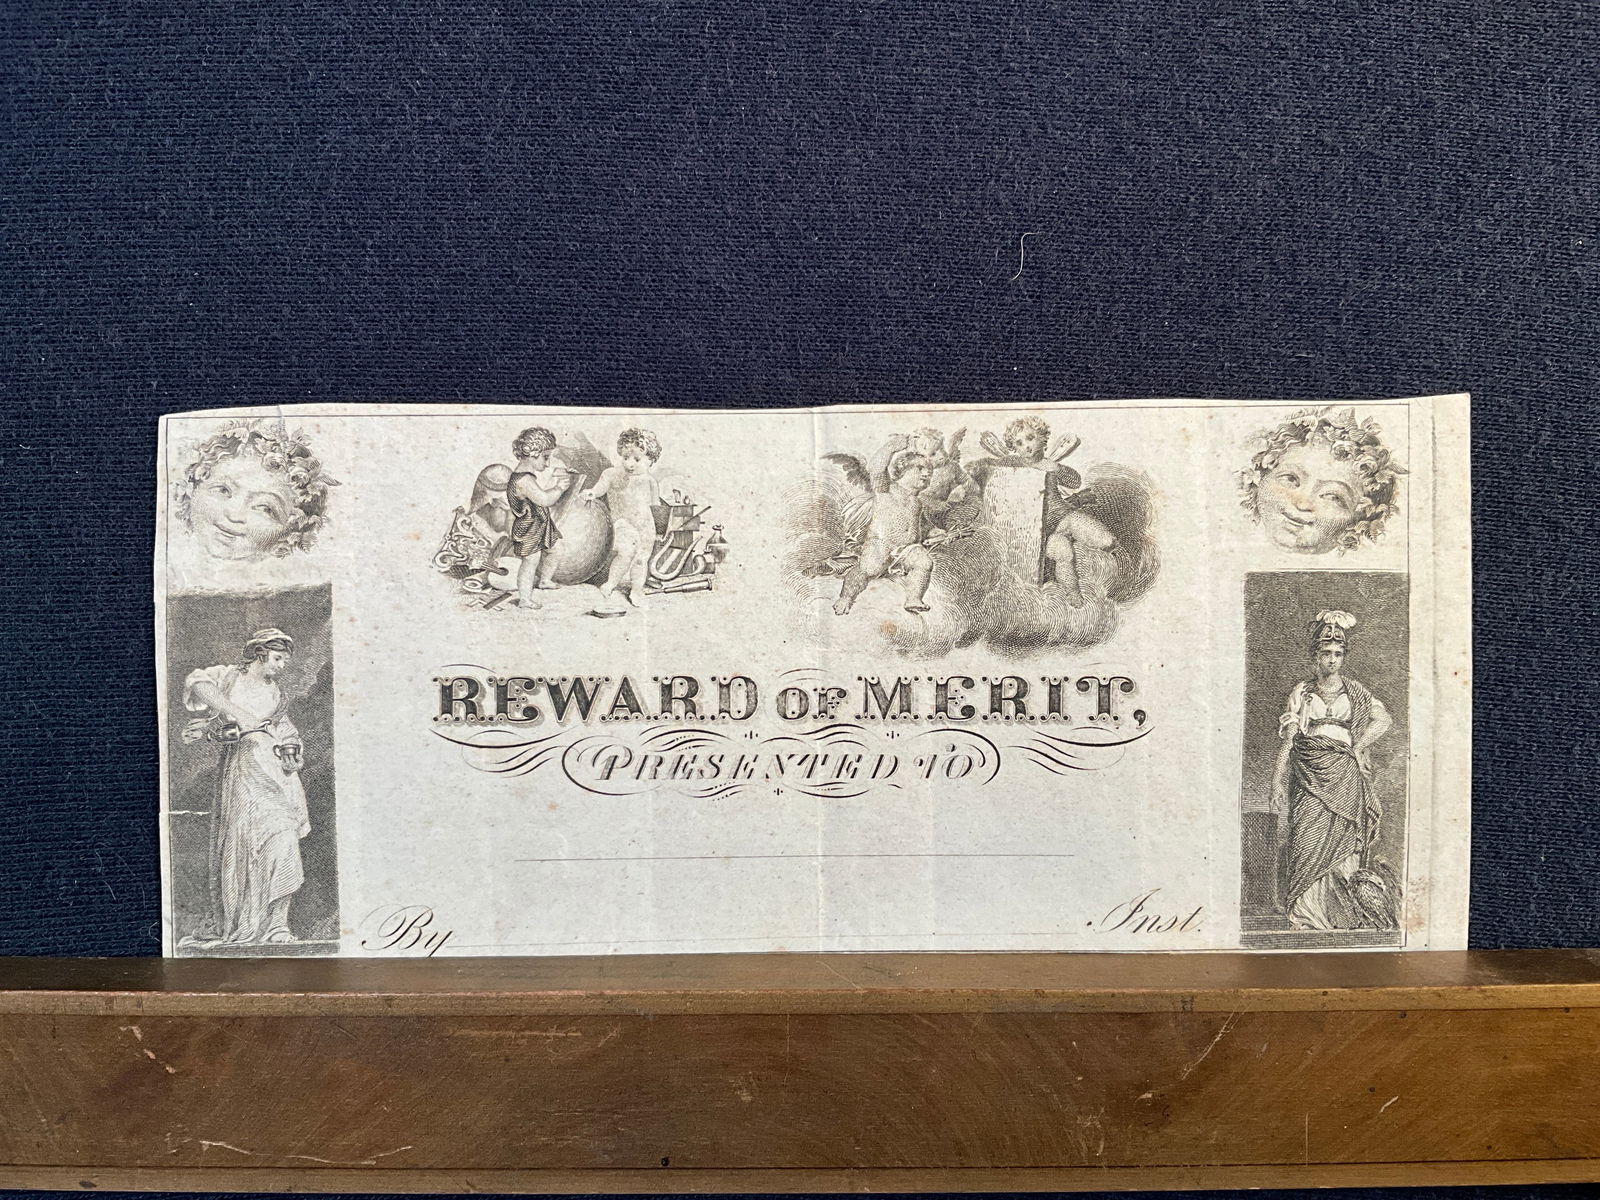 REWARD OF MERIT,
PRESENTED TO
By
Inst.